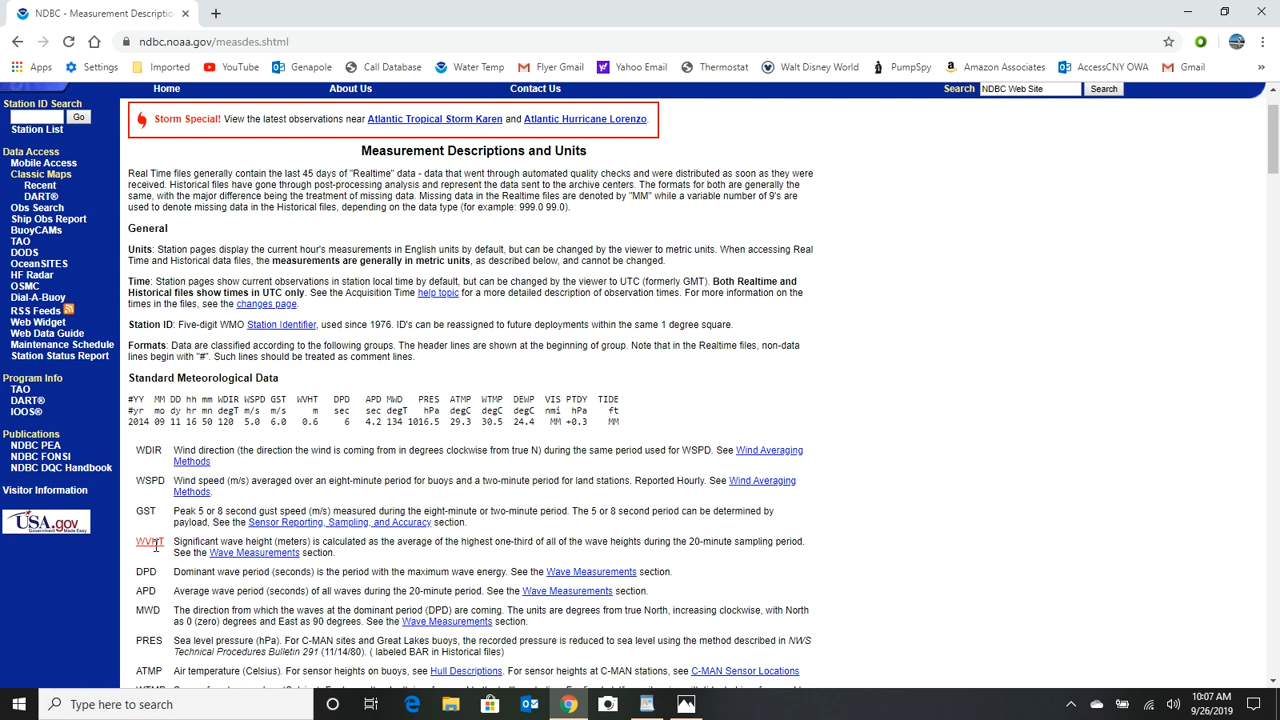 NDBC - Measurement Descriptio
ndbc.noaa.gov/measdes.shtml
Apps Settings Imported YouTube Genapole Call Database Water Temp Flyer Gmail Yahoo Email Thermostat Walt Disney World PumpSpy Amazon Associates AccessCNY OWA Gmail »
Home About Us Contact Us Search NDBC Web Site Search
Station ID Search
Go
Station List
Data Access
Mobile Access
Classic Maps
Recent
DART®
Obs Search
Ship Obs Report
BuoyCAMs
TAO
DODS
OceanSITES
HF Radar
OSMC
Dial-A-Buoy
RSS Feeds
Web Widget
Web Data Guide
Maintenance Schedule
Station Status Report
Program Info
TAO
DART®
IOOS®
Publications
NDBC PEA
NDBC FONSI
NDBC DQC Handbook
Visitor Information
USA.gov
Storm Special! View the latest observations near Atlantic Tropical Storm Karen and Atlantic Hurricane Lorenzo.
Measurement Descriptions and Units
Real Time files generally contain the last 45 days of "Realtime" data - data that went through automated quality checks and were distributed as soon as they were
received. Historical files have gone through post-processing analysis and represent the data sent to the archive centers. The formats for both are generally the
same, with the major difference being the treatment of missing data. Missing data in the Realtime files are denoted by "MM" while a variable number of 9's are
used to denote missing data in the Historical files, depending on the data type (for example: 999.0 99.0).
General
Units: Station pages display the current hour's measurements in English units by default, but can be changed by the viewer to metric units. When accessing Real
Time and Historical data files, the measurements are generally in metric units, as described below, and cannot be changed.
Time: Station pages show current observations in station local time by default, but can be changed by the viewer to UTC (formerly GMT). Both Realtime and
Historical files show times in UTC only. See the Acquisition Time help topic for a more detailed description of observation times. For more information on the
times in the files, see the changes page.
Station ID: Five-digit WMO Station Identifier, used since 1976. ID's can be reassigned to future deployments within the same 1 degree square.
Formats: Data are classified according to the following groups. The header lines are shown at the beginning of group. Note that in the Realtime files, non-data
lines begin with "#". Such lines should be treated as comment lines.
Standard Meteorological Data
#YY MM DD hh mm WDIR WSPD GST WVHT DPD APD MWD PRES ATMP WTMP DEWP VIS PTDY TIDE
#yr mo dy hr mn degT m/s m/s m sec sec degT hPa degC degC degC nmi hPa ft
2014 09 11 16 50 120 5.0 6.0 0.6 6 4.2 134 1016.5 29.3 30.5 24.4 MM +0.3 MM
WDIR Wind direction (the direction the wind is coming from in degrees clockwise from true N) during the same period used for WSPD. See Wind Averaging
Methods
WSPD Wind speed (m/s) averaged over an eight-minute period for buoys and a two-minute period for land stations. Reported Hourly. See Wind Averaging
Methods.
GST Peak 5 or 8 second gust speed (m/s) measured during the eight-minute or two-minute period. The 5 or 8 second period can be determined by
payload, See the Sensor Reporting, Sampling, and Accuracy section.
WVHT Significant wave height (meters) is calculated as the average of the highest one-third of all of the wave heights during the 20-minute sampling period.
See the Wave Measurements section.
DPD Dominant wave period (seconds) is the period with the maximum wave energy. See the Wave Measurements section.
APD Average wave period (seconds) of all waves during the 20-minute period. See the Wave Measurements section.
MWD The direction from which the waves at the dominant period (DPD) are coming. The units are degrees from true North, increasing clockwise, with North
as 0 (zero) degrees and East as 90 degrees. See the Wave Measurements section.
PRES Sea level pressure (hPa). For C-MAN sites and Great Lakes buoys, the recorded pressure is reduced to sea level using the method described in NWS
Technical Procedures Bulletin 291 (11/14/80). ( labeled BAR in Historical files)
ATMP Air temperature (Celsius). For sensor heights on buoys, see Hull Descriptions. For sensor heights at C-MAN stations, see C-MAN Sensor Locations
Type here to search
10:07 AM
9/26/2019